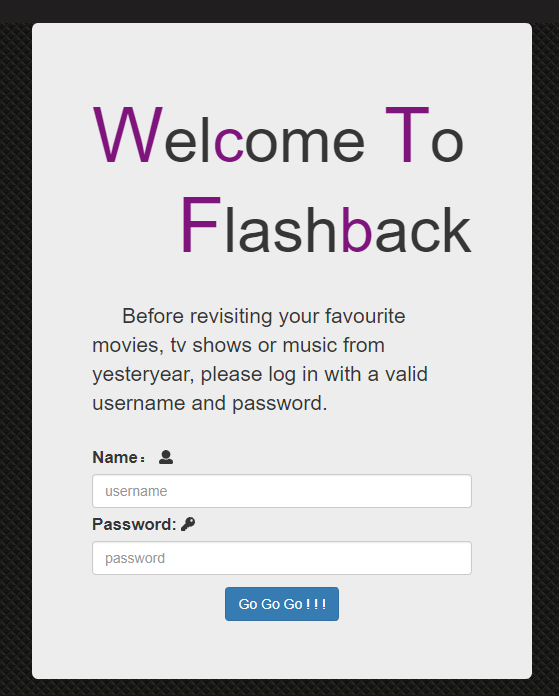 Welcome To
Flashback
Before revisiting your favourite
movies, tv shows or music from
yesteryear, please log in with a valid
username and password.
Name：
username
Password:
password
Go Go Go ! ! !